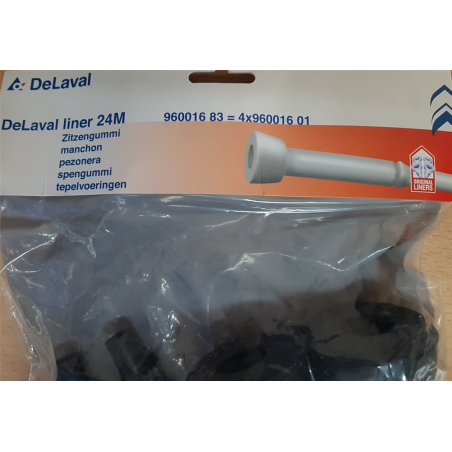 DeLaval
DeLaval liner 24M
960016 83 = 4x960016 01
Zitzengummi
manchon
pezonera
spengummi
tepelvoeringen
ORIGINAL
LINERS